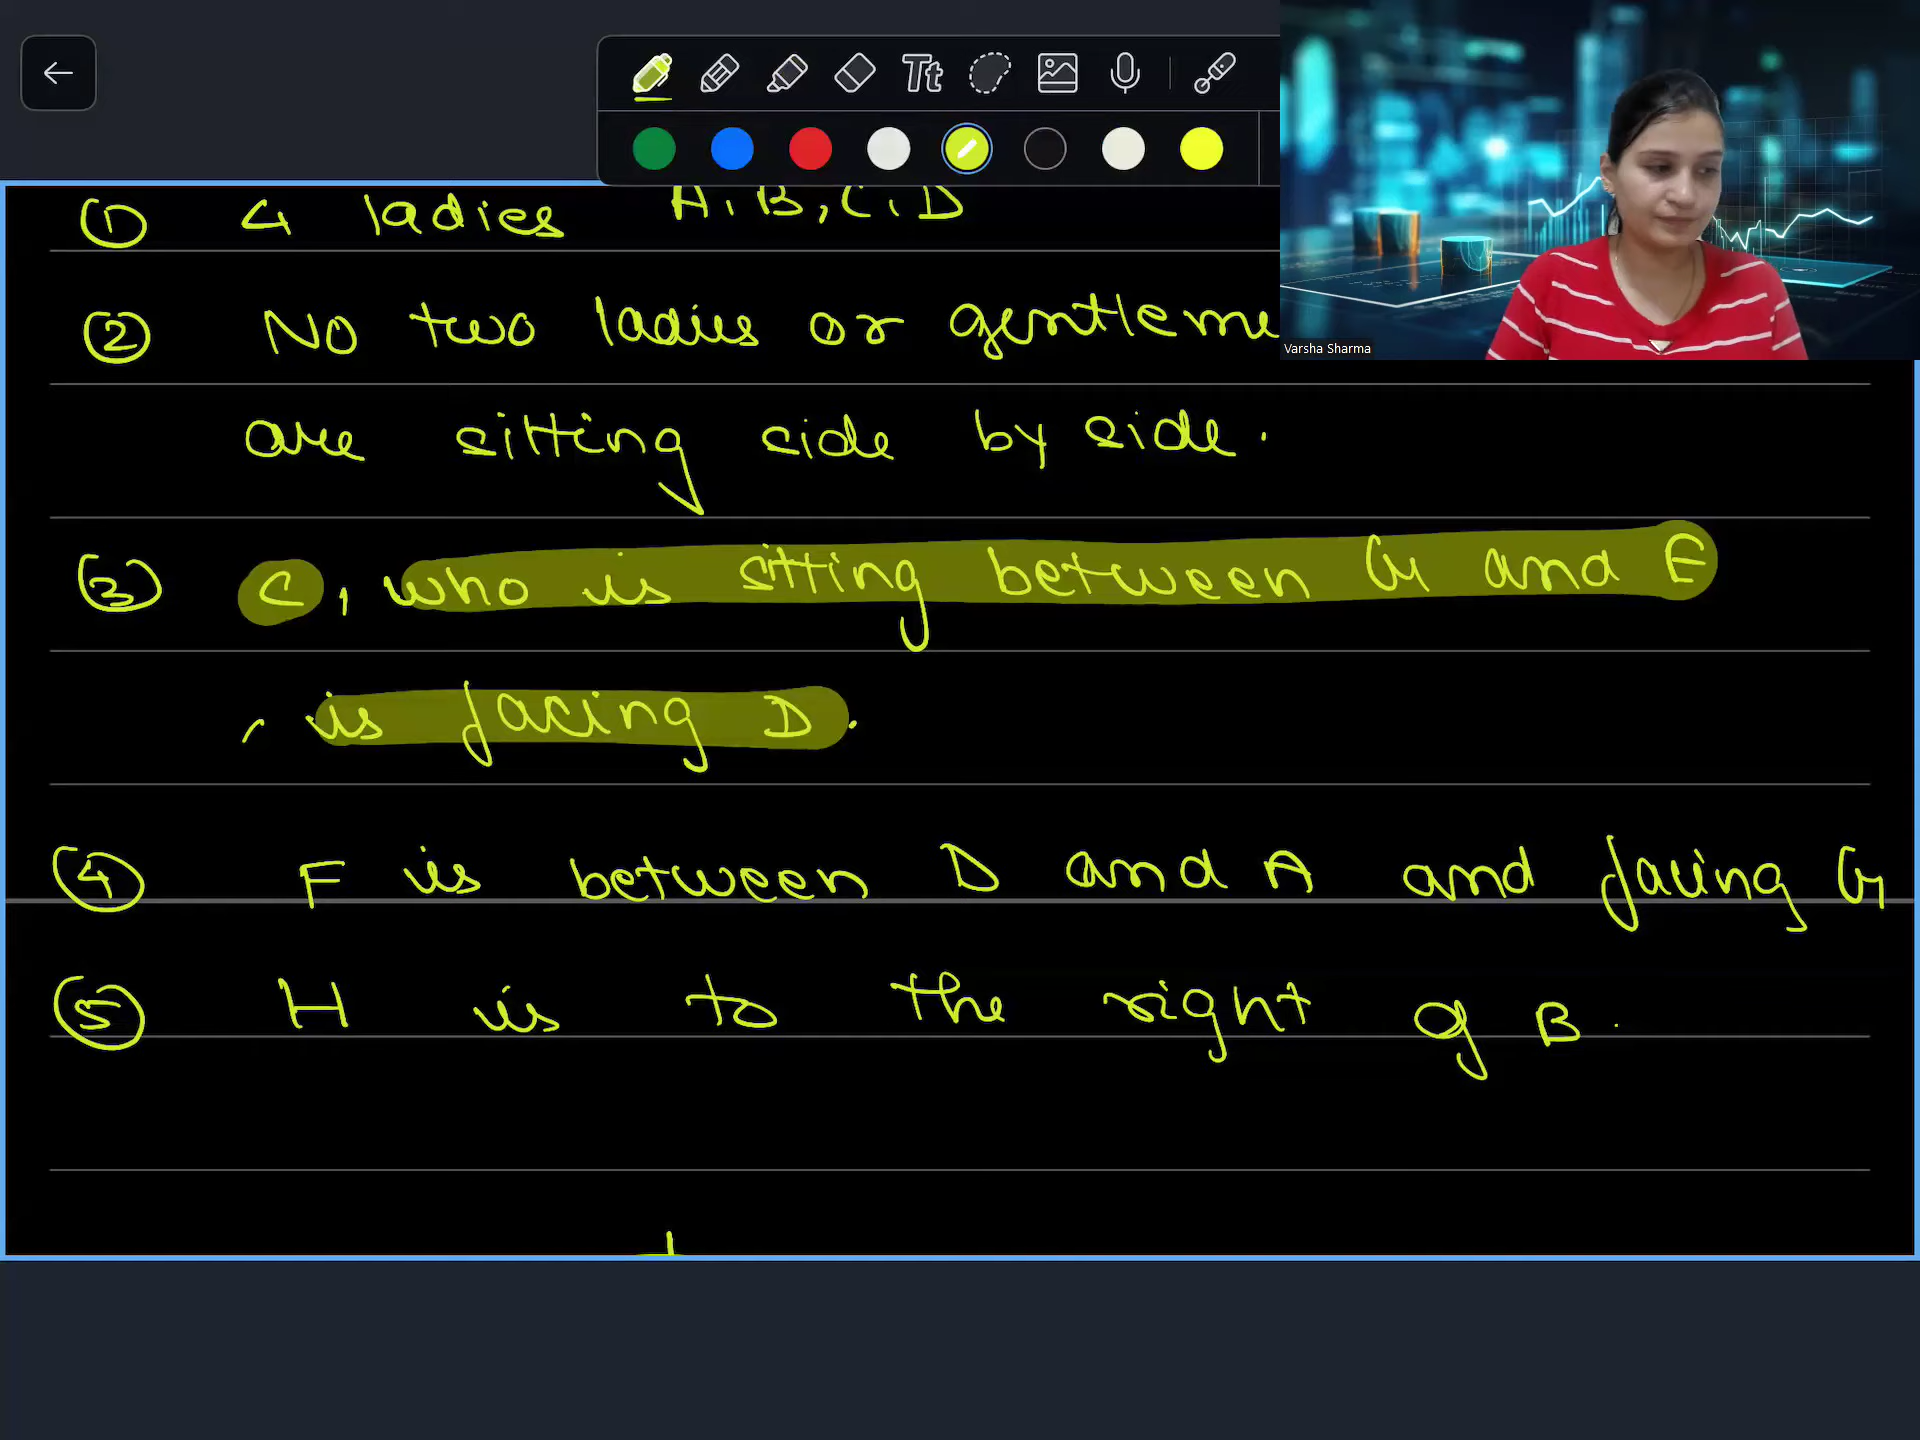 Tt
① 4 ladies A, B, C, D
② No two ladies or gentleme
are sitting side by side.
③ C, who is sitting between G and E
, is facing D.
④ F is between D and A and facing G
⑤ H is to the right of B.
Varsha Sharma